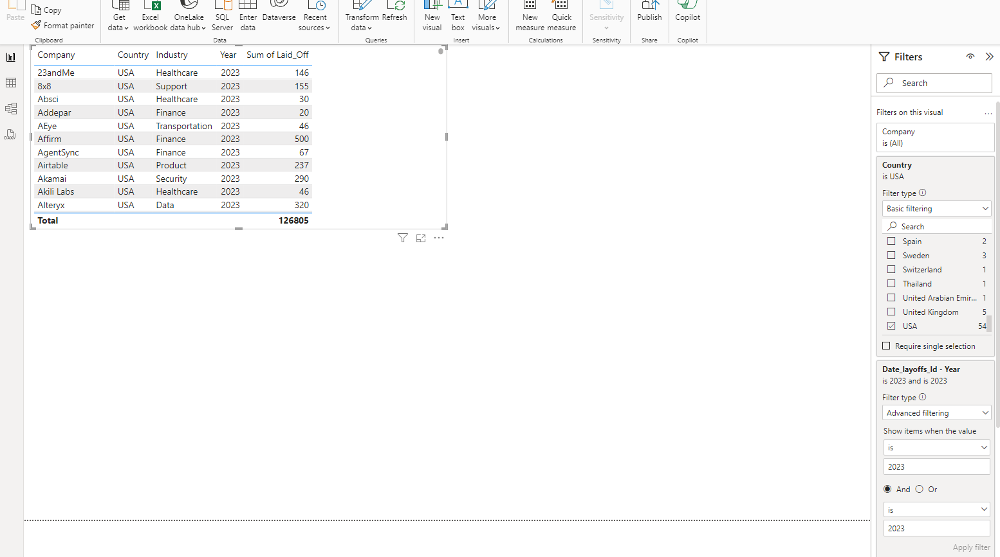 Paste
Copy
Format painter
Clipboard
Get data
Excel workbook
OneLake data hub
SQL Server
Enter data
Dataverse
Recent sources
Data
Transform data
Refresh
Queries
New visual
Text box
More visuals
Insert
New measure
Quick measure
Calculations
Sensitivity
Sensitivity
Publish
Share
Copilot
Copilot
DAX
Company Country Industry Year Sum of Laid_Off
23andMe USA Healthcare 2023 146
8x8 USA Support 2023 155
Absci USA Healthcare 2023 30
Addepar USA Finance 2023 20
AEye USA Transportation 2023 46
Affirm USA Finance 2023 500
AgentSync USA Finance 2023 67
Airtable USA Product 2023 237
Akamai USA Security 2023 290
Akili Labs USA Healthcare 2023 46
Alteryx USA Data 2023 320
Total 126805
Filters
Search
Filters on this visual ...
Company
is (All)
Country
is USA
Filter type
Basic filtering
Search
Spain 2
Sweden 3
Switzerland 1
Thailand 1
United Arabian Emir... 1
United Kingdom 5
USA 54
Require single selection
Date_layoffs_Id - Year
is 2023 and is 2023
Filter type
Advanced filtering
Show items when the value
is
2023
And Or
is
2023
Apply filter